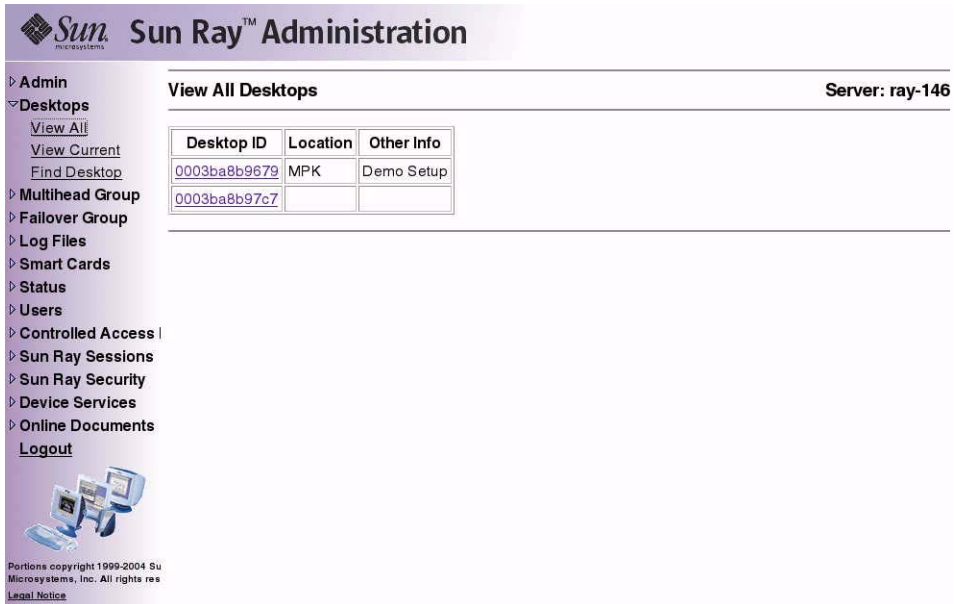 Sun microsystems Sun Ray™ Administration
Admin
Desktops
View All
View Current
Find Desktop
Multihead Group
Failover Group
Log Files
Smart Cards
Status
Users
Controlled Access
Sun Ray Sessions
Sun Ray Security
Device Services
Online Documents
Logout
Portions copyright 1999-2004 Su
Microsystems, Inc. All rights res
Legal Notice
View All Desktops Server: ray-146
Desktop ID Location Other Info
0003ba8b9679 MPK Demo Setup
0003ba8b97c7